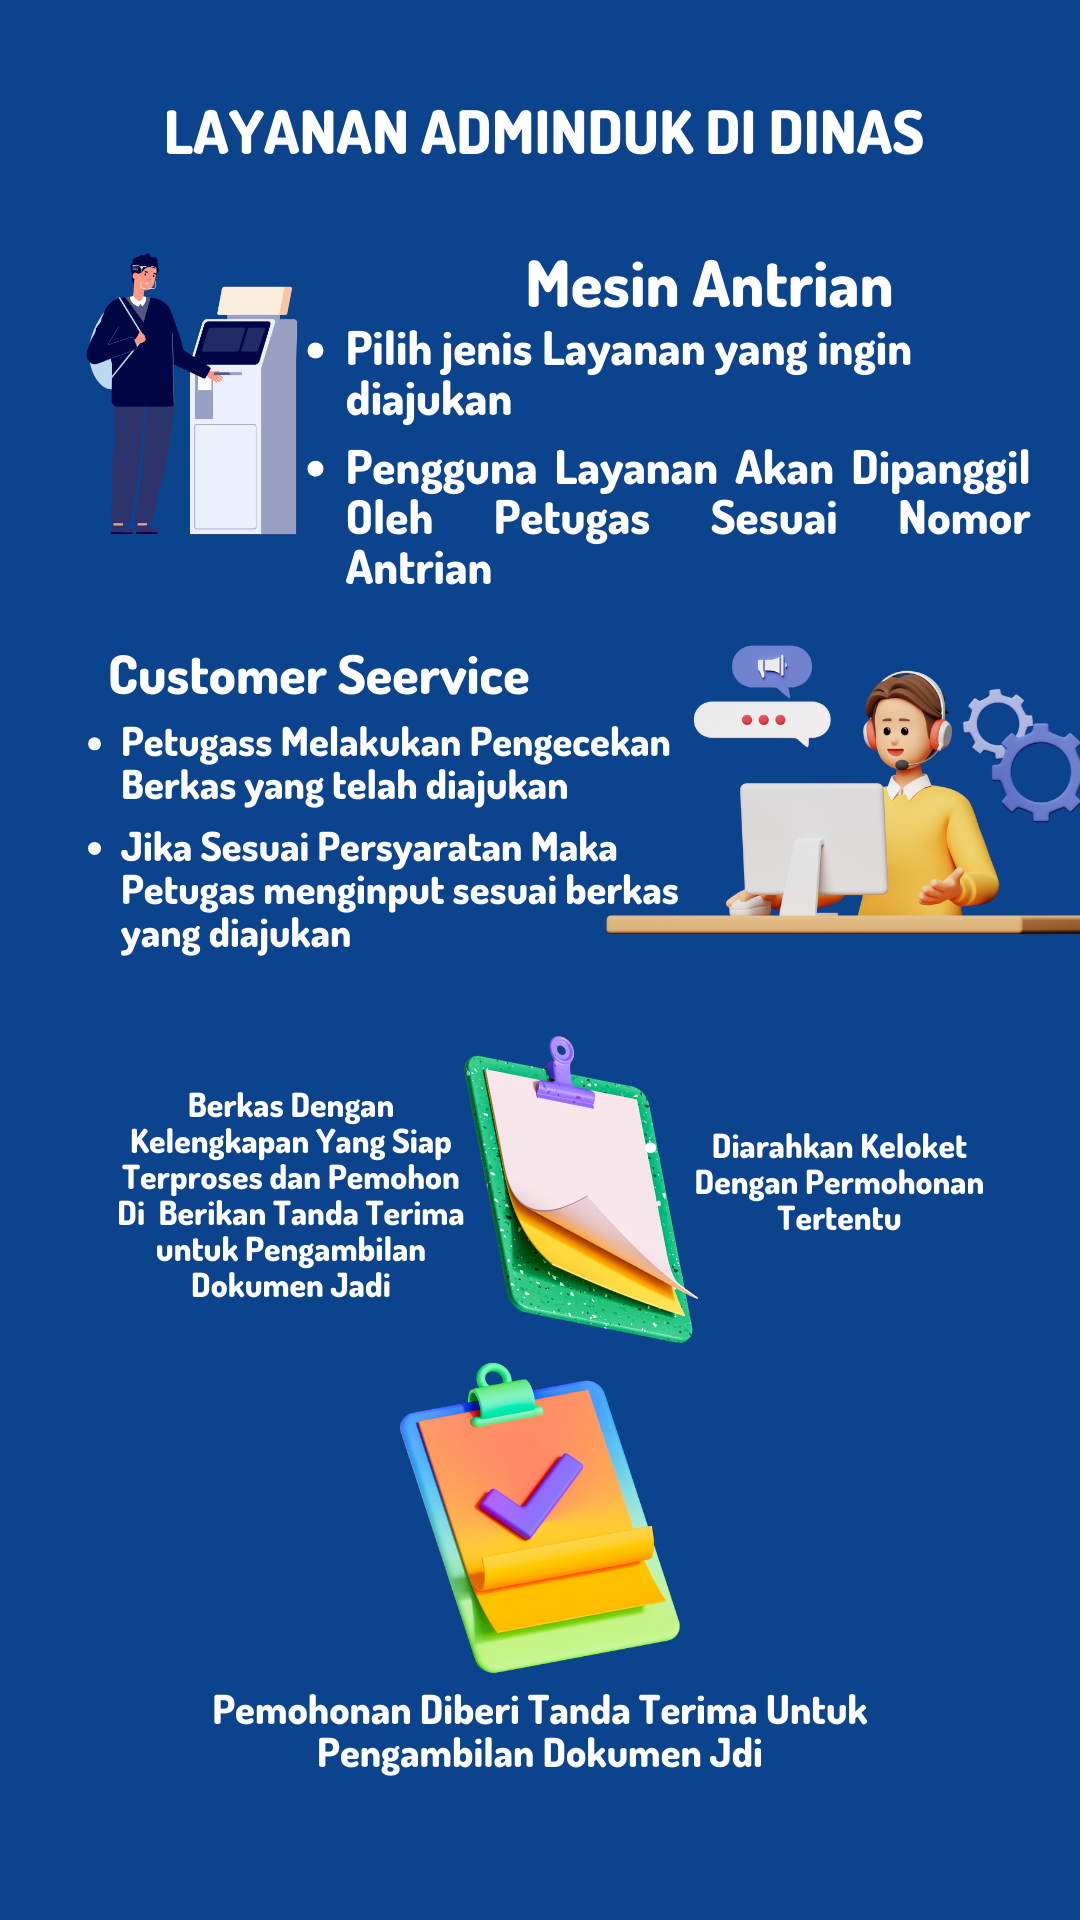 LAYANAN ADMINDUK DI DINAS
Mesin Antrian
• Pilih jenis Layanan yang ingin
diajukan
• Pengguna Layanan Akan Dipanggil
Oleh Petugas Sesuai Nomor
Antrian
Customer Seervice
• Petugass Melakukan Pengecekan
Berkas yang telah diajukan
• Jika Sesuai Persyaratan Maka
Petugas menginput sesuai berkas
yang diajukan
Berkas Dengan
Kelengkapan Yang Siap
Terproses dan Pemohon
Di Berikan Tanda Terima
untuk Pengambilan
Dokumen Jadi
Diarahkan Keloket
Dengan Permohonan
Tertentu
Pemohonan Diberi Tanda Terima Untuk
Pengambilan Dokumen Jdi